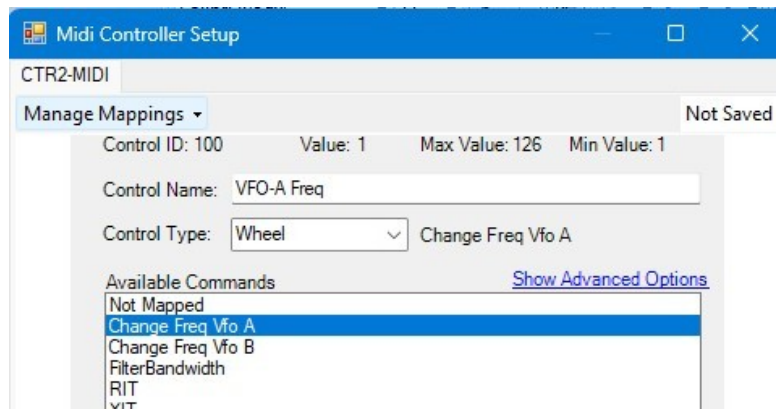 Midi Controller Setup
CTR2-MIDI
Manage Mappings Not Saved
Control ID: 100 Value: 1 Max Value: 126 Min Value: 1
Control Name: VFO-A Freq
Control Type: Wheel Change Freq Vfo A
Available Commands Show Advanced Options
Not Mapped
Change Freq Vfo A
Change Freq Vfo B
FilterBandwidth
RIT
XIT